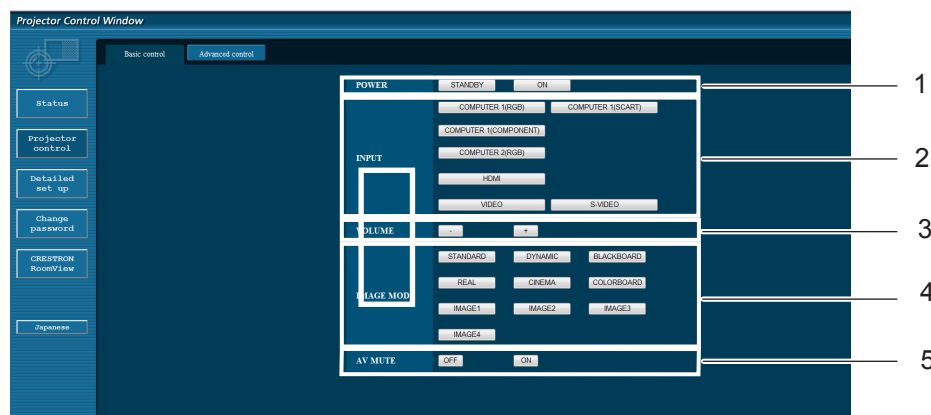 Projector Control Window
Basic control Advanced control
POWER STANDBY ON 1
Status
COMPUTER 1(RGB) COMPUTER 1(SCART)
COMPUTER 1(COMPONENT)
Projector
control
INPUT COMPUTER 2(RGB) 2
HDMI
Detailed
set up
VIDEO S-VIDEO
Change
password
VOLUME - + 3
CRESTRON
RoomView
STANDARD DYNAMIC BLACKBOARD
REAL CINEMA COLORBOARD
IMAGE MOD 4
IMAGE1 IMAGE2 IMAGE3
Japanese
IMAGE4
AV MUTE OFF ON 5